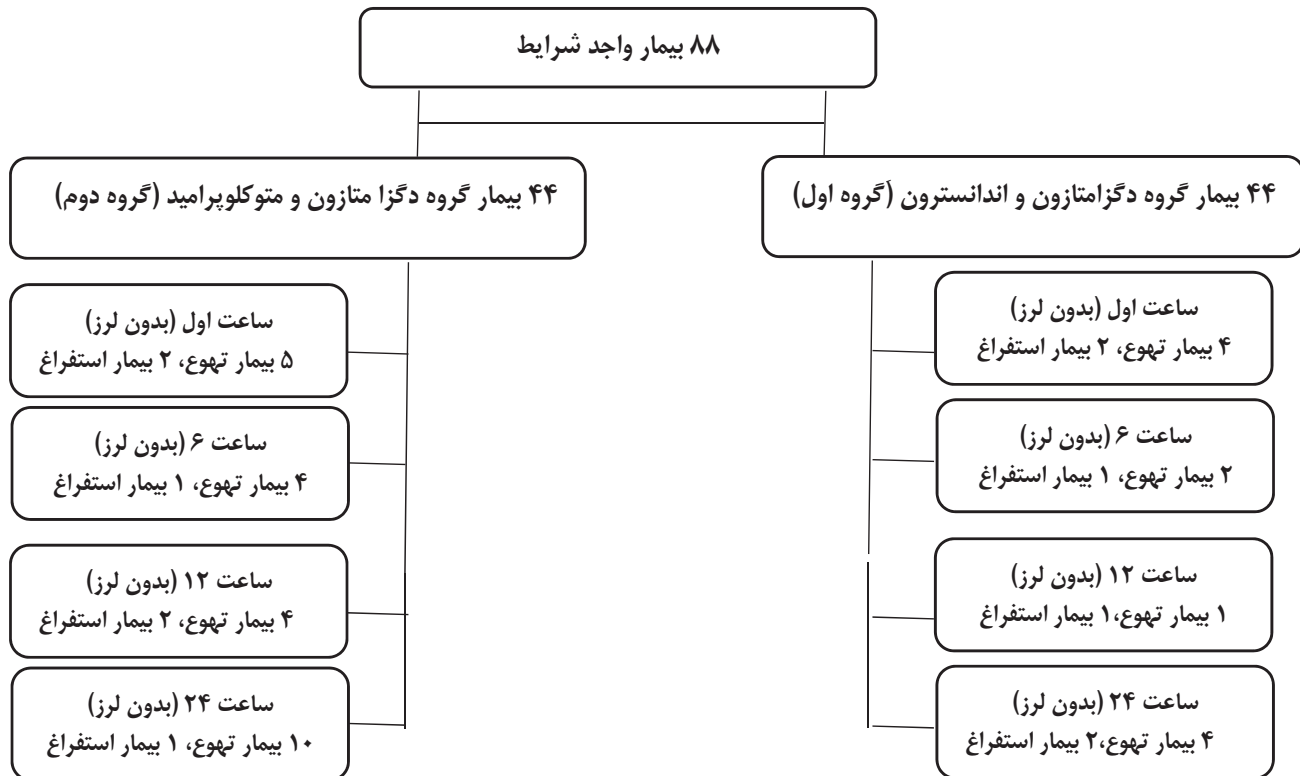 ۸۸ بیمار واجد شرایط
۴۴ بیمار گروه دگزامتازون و اندانسترون (گروه اول)
ساعت اول (بدون لرز)
۴ بیمار تهوع، ۲ بیمار استفراغ
ساعت ۶ (بدون لرز)
۲ بیمار تهوع، ۱ بیمار استفراغ
ساعت ۱۲ (بدون لرز)
۱ بیمار تهوع،۱ بیمار استفراغ
ساعت ۲۴ (بدون لرز)
۴ بیمار تهوع،۲ بیمار استفراغ
۴۴ بیمار گروه دگزا متازون و متوکلوپرامید (گروه دوم)
ساعت اول (بدون لرز)
۵ بیمار تهوع، ۲ بیمار استفراغ
ساعت ۶ (بدون لرز)
۴ بیمار تهوع، ۱ بیمار استفراغ
ساعت ۱۲ (بدون لرز)
۴ بیمار تهوع، ۲ بیمار استفراغ
ساعت ۲۴ (بدون لرز)
۱۰ بیمار تهوع، ۱ بیمار استفراغ